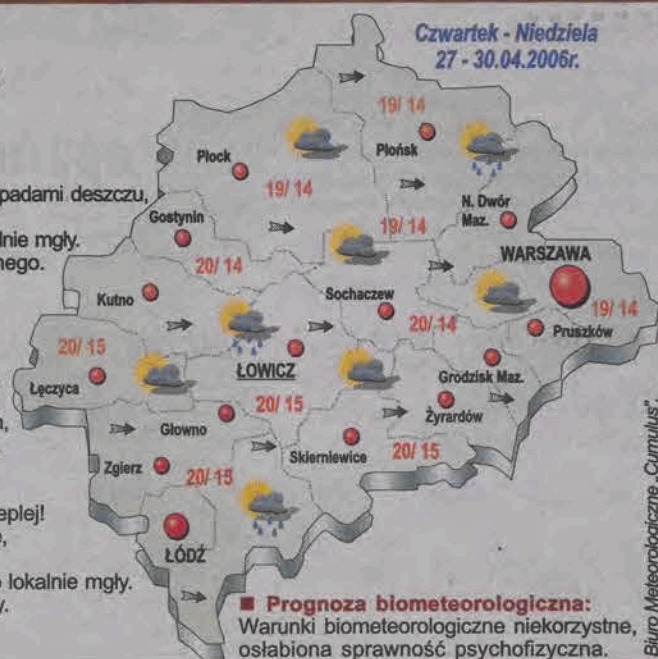 Czwartek - Niedziela
27 - 30.04.2006r.
19/ 14
Płońsk
Płock
19/ 14
padami deszczu,
N. Dwór
Maz.
Gostynin
19/ 14
lnie mgły.
nego.
WARSZAWA
20/ 14
Kutno
Sochaczew
19/ 14
20/ 14
Pruszków
20/ 15
ŁOWICZ
Łęczyca
Grodzisk Maz.
20/ 15
Żyrardów
Głowno
Skierniewice
20/ 15
Zgierz
20/ 15
eplej!
ŁÓDŹ
lokalnie mgły.
■ Prognoza biometeorologiczna:
Warunki biometeorologiczne niekorzystne,
osłabiona sprawność psychofizyczna.
Biuro Meteorologiczne „Cumulus”